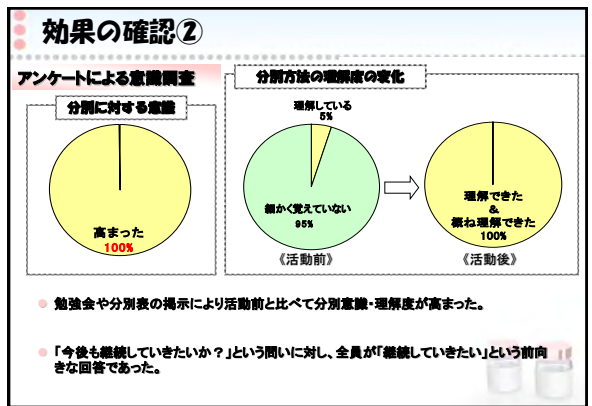 効果の確認②
アンケートによる意識調査
分別に対する意識
高まった
100%
分別方法の理解度の変化
理解している
5%
細かく覚えていない
95%
《活動前》
理解できた
&
概ね理解できた
100%
《活動後》
勉強会や分別表の掲示により活動前と比べて分別意識・理解度が高まった。
「今後も継続していきたいか？」という問いに対し、全員が「継続していきたい」という前向
きな回答であった。